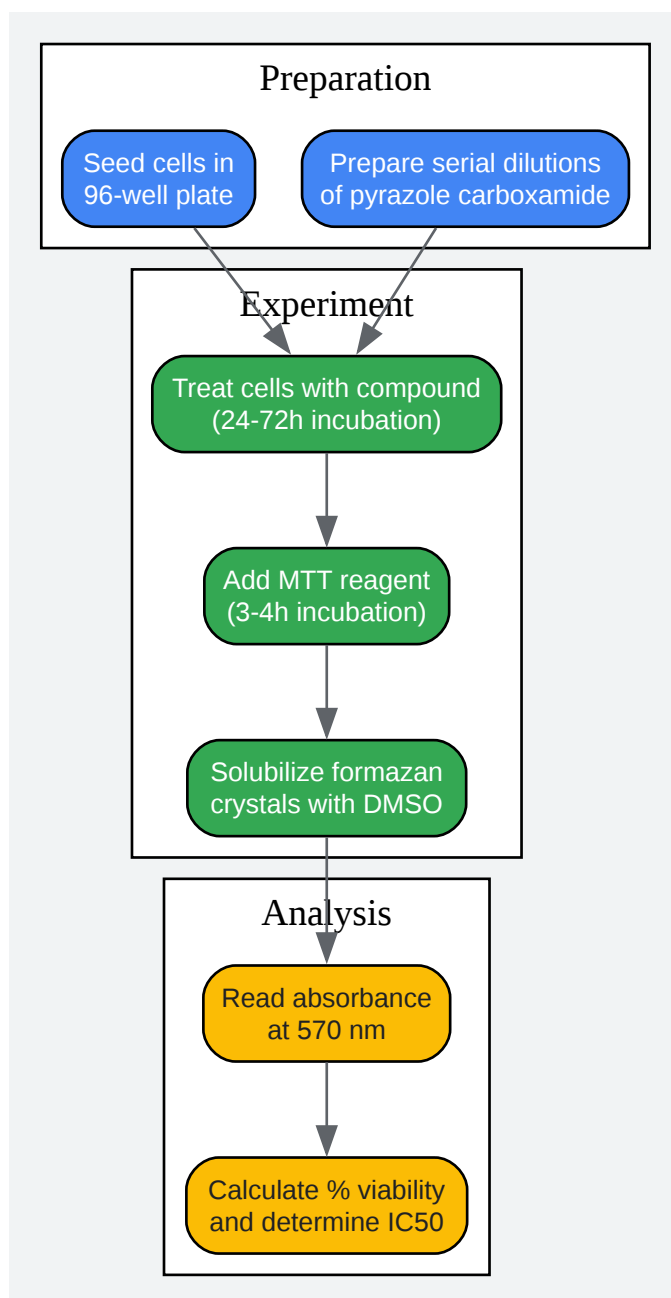 Preparation
Seed cells in
96-well plate
Prepare serial dilutions
of pyrazole carboxamide
Experiment
Treat cells with compound
(24-72h incubation)
Add MTT reagent
(3-4h incubation)
Solubilize formazan
crystals with DMSO
Analysis
Read absorbance
at 570 nm
Calculate % viability
and determine IC50